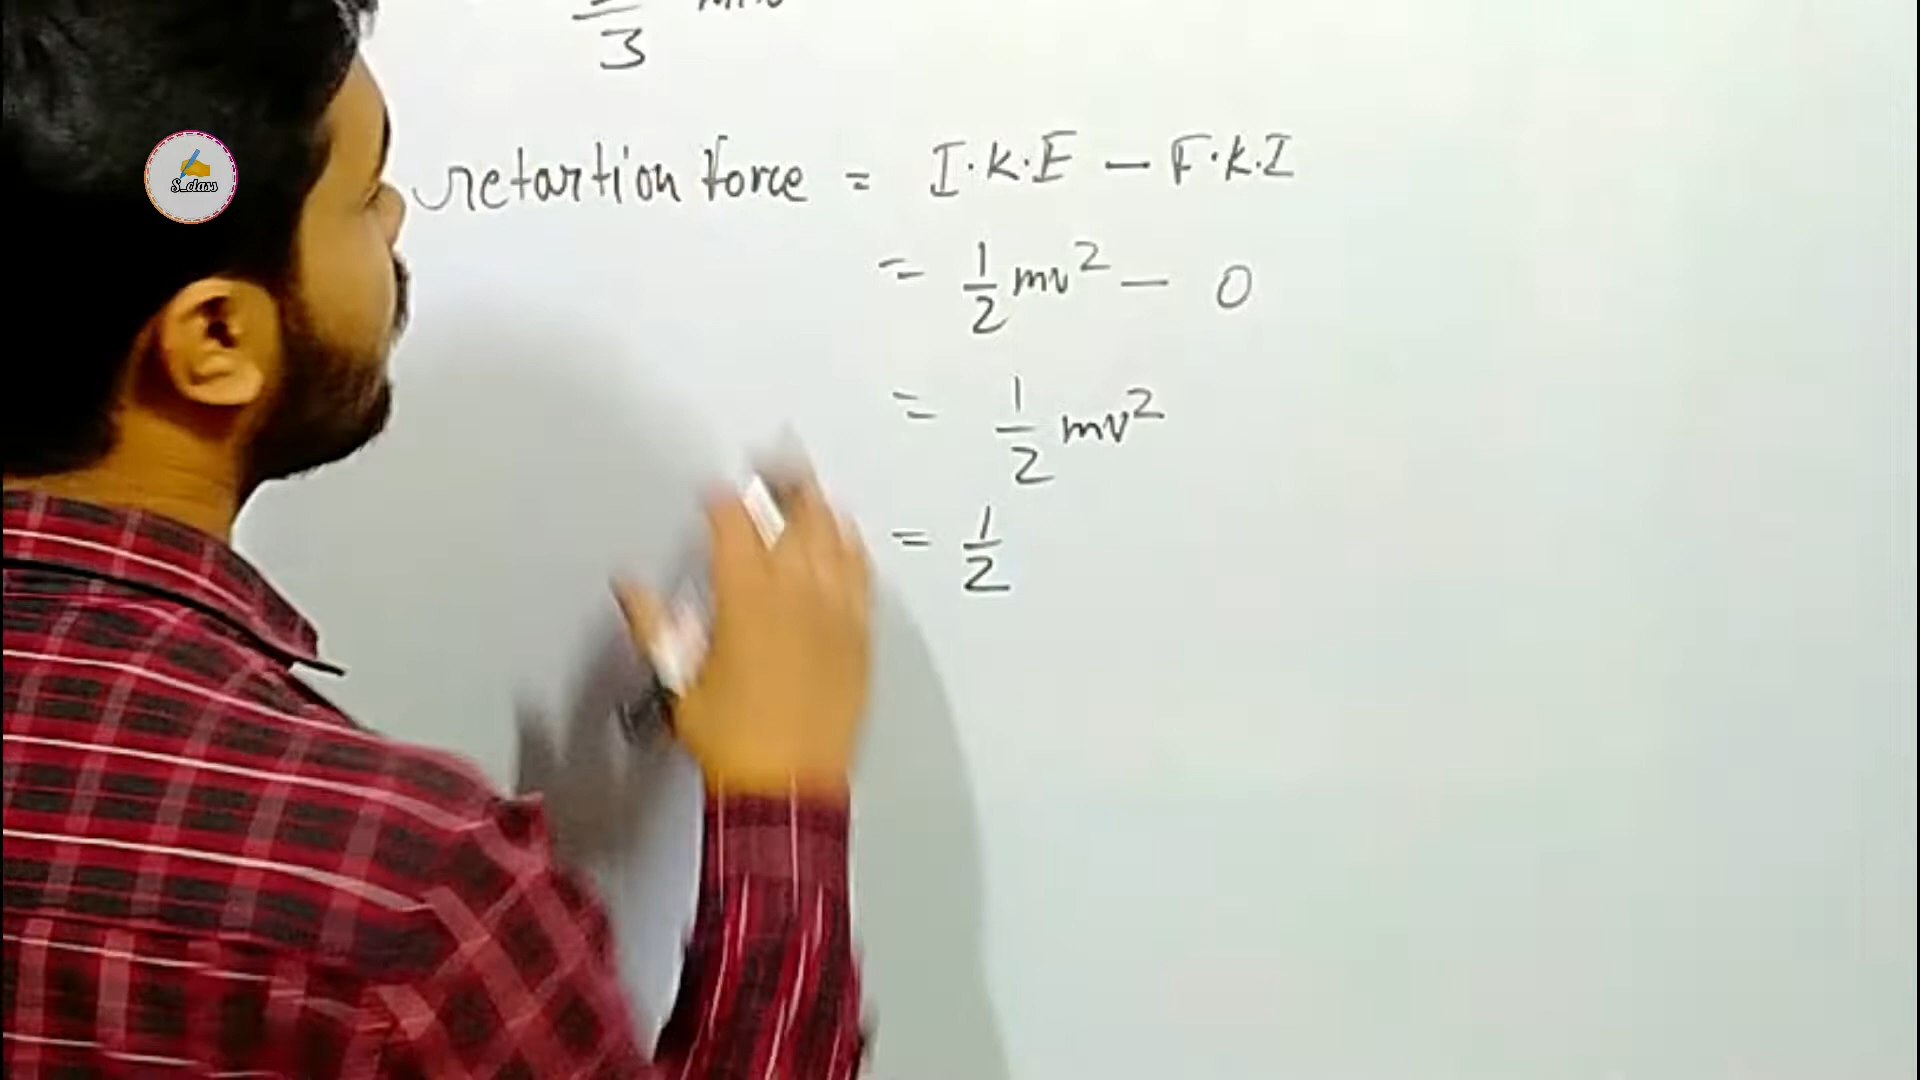 3
retartion force = I.K.E - F.K.I
= 1/2 mv² - 0
= 1/2 mv²
= 1/2
S_class